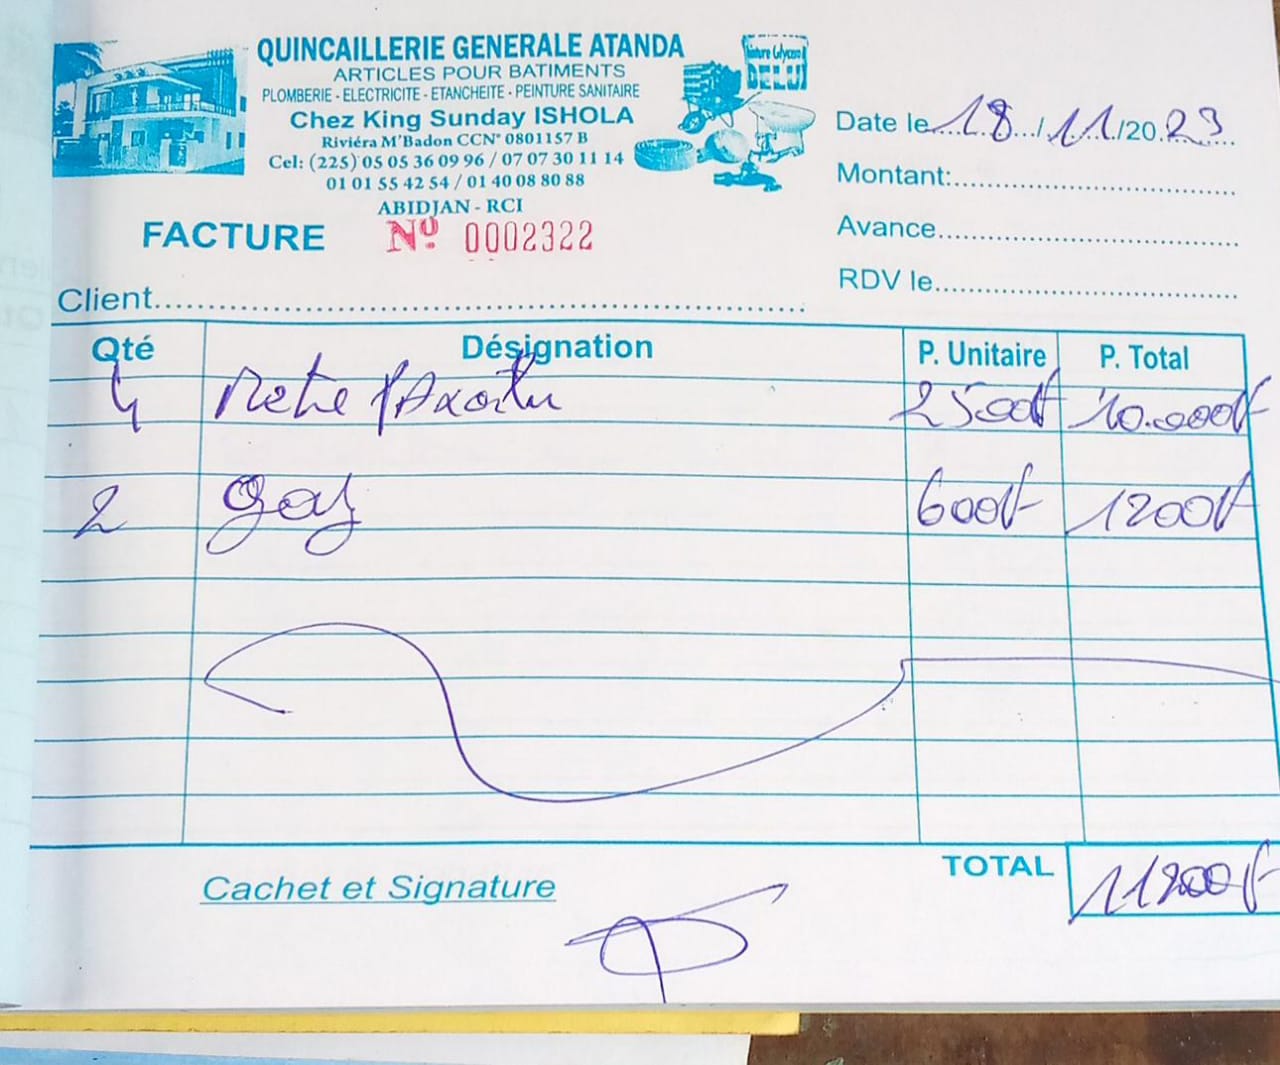 QUINCAILLERIE GENERALE ATANDA
ARTICLES POUR BATIMENTS
PLOMBERIE - ELECTRICITE - ETANCHEITE - PEINTURE SANITAIRE
Chez King Sunday ISHOLA
Riviéra M'Badon CCN° 0801157 B
Cel: (225) 05 05 36 09 96 / 07 07 30 11 14
01 01 55 42 54 / 01 40 08 80 88
ABIDJAN - RCI
DELUX
Date le 18/11/2023
Montant:
Avance
RDV le
FACTURE N° 0002322
Client
Qté Désignation P. Unitaire P. Total
4 2500f 10.000f
2 gaz 600f 1200f
TOTAL 11200f
Cachet et Signature